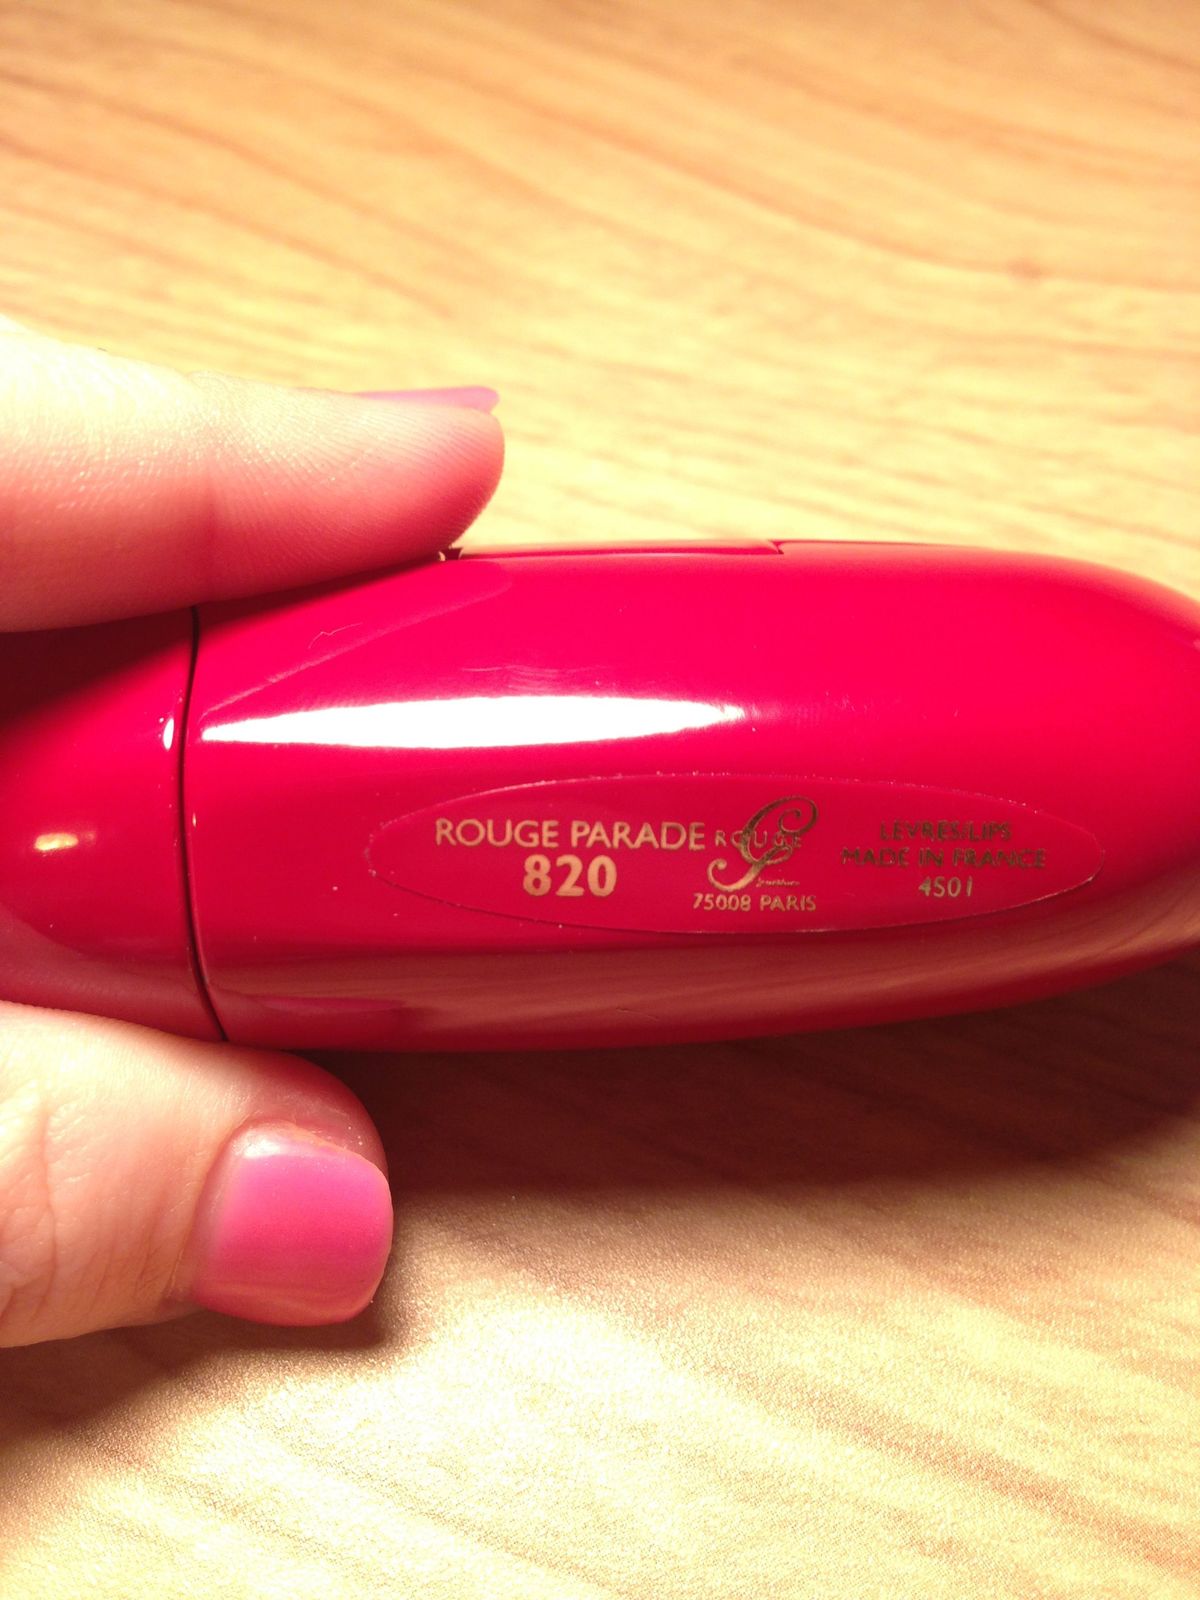 ROUGE PARADE
820
ROUGE G
75008 PARIS
LEVRES/LIPS
MADE IN FRANCE
4501